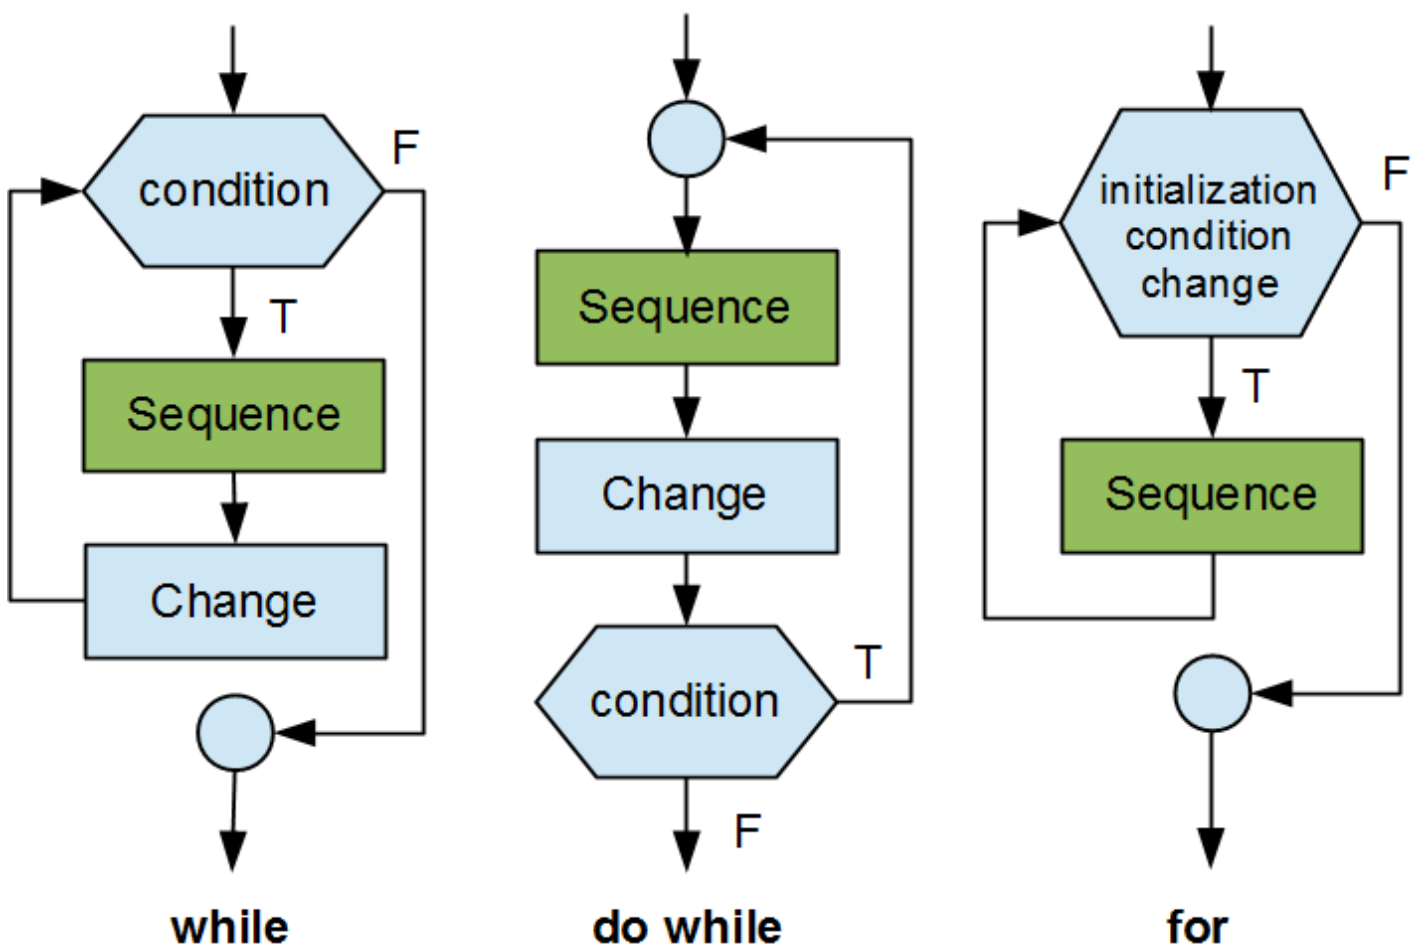 condition
F
T
Sequence
Change
while
Sequence
Change
condition
T
F
do while
initialization
condition
change
F
T
Sequence
for